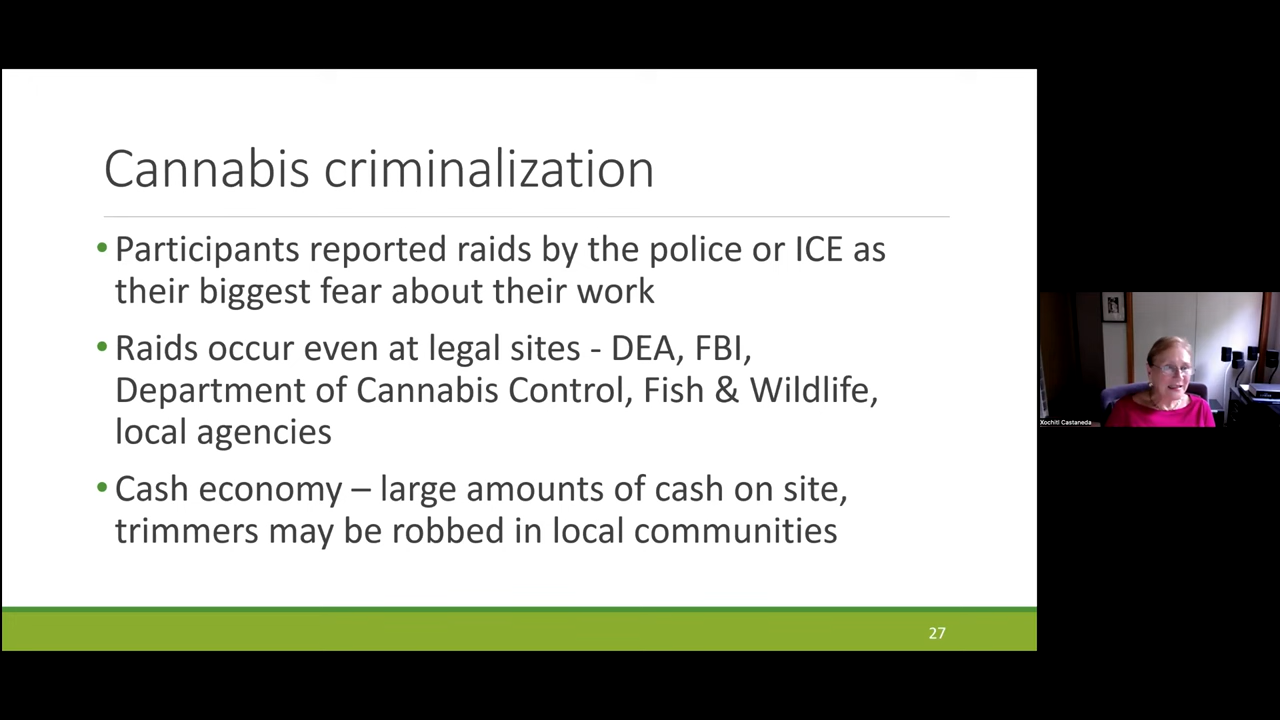 Cannabis criminalization
• Participants reported raids by the police or ICE as
their biggest fear about their work
• Raids occur even at legal sites - DEA, FBI,
Department of Cannabis Control, Fish & Wildlife,
local agencies
• Cash economy – large amounts of cash on site,
trimmers may be robbed in local communities
27
Xochitl Castaneda